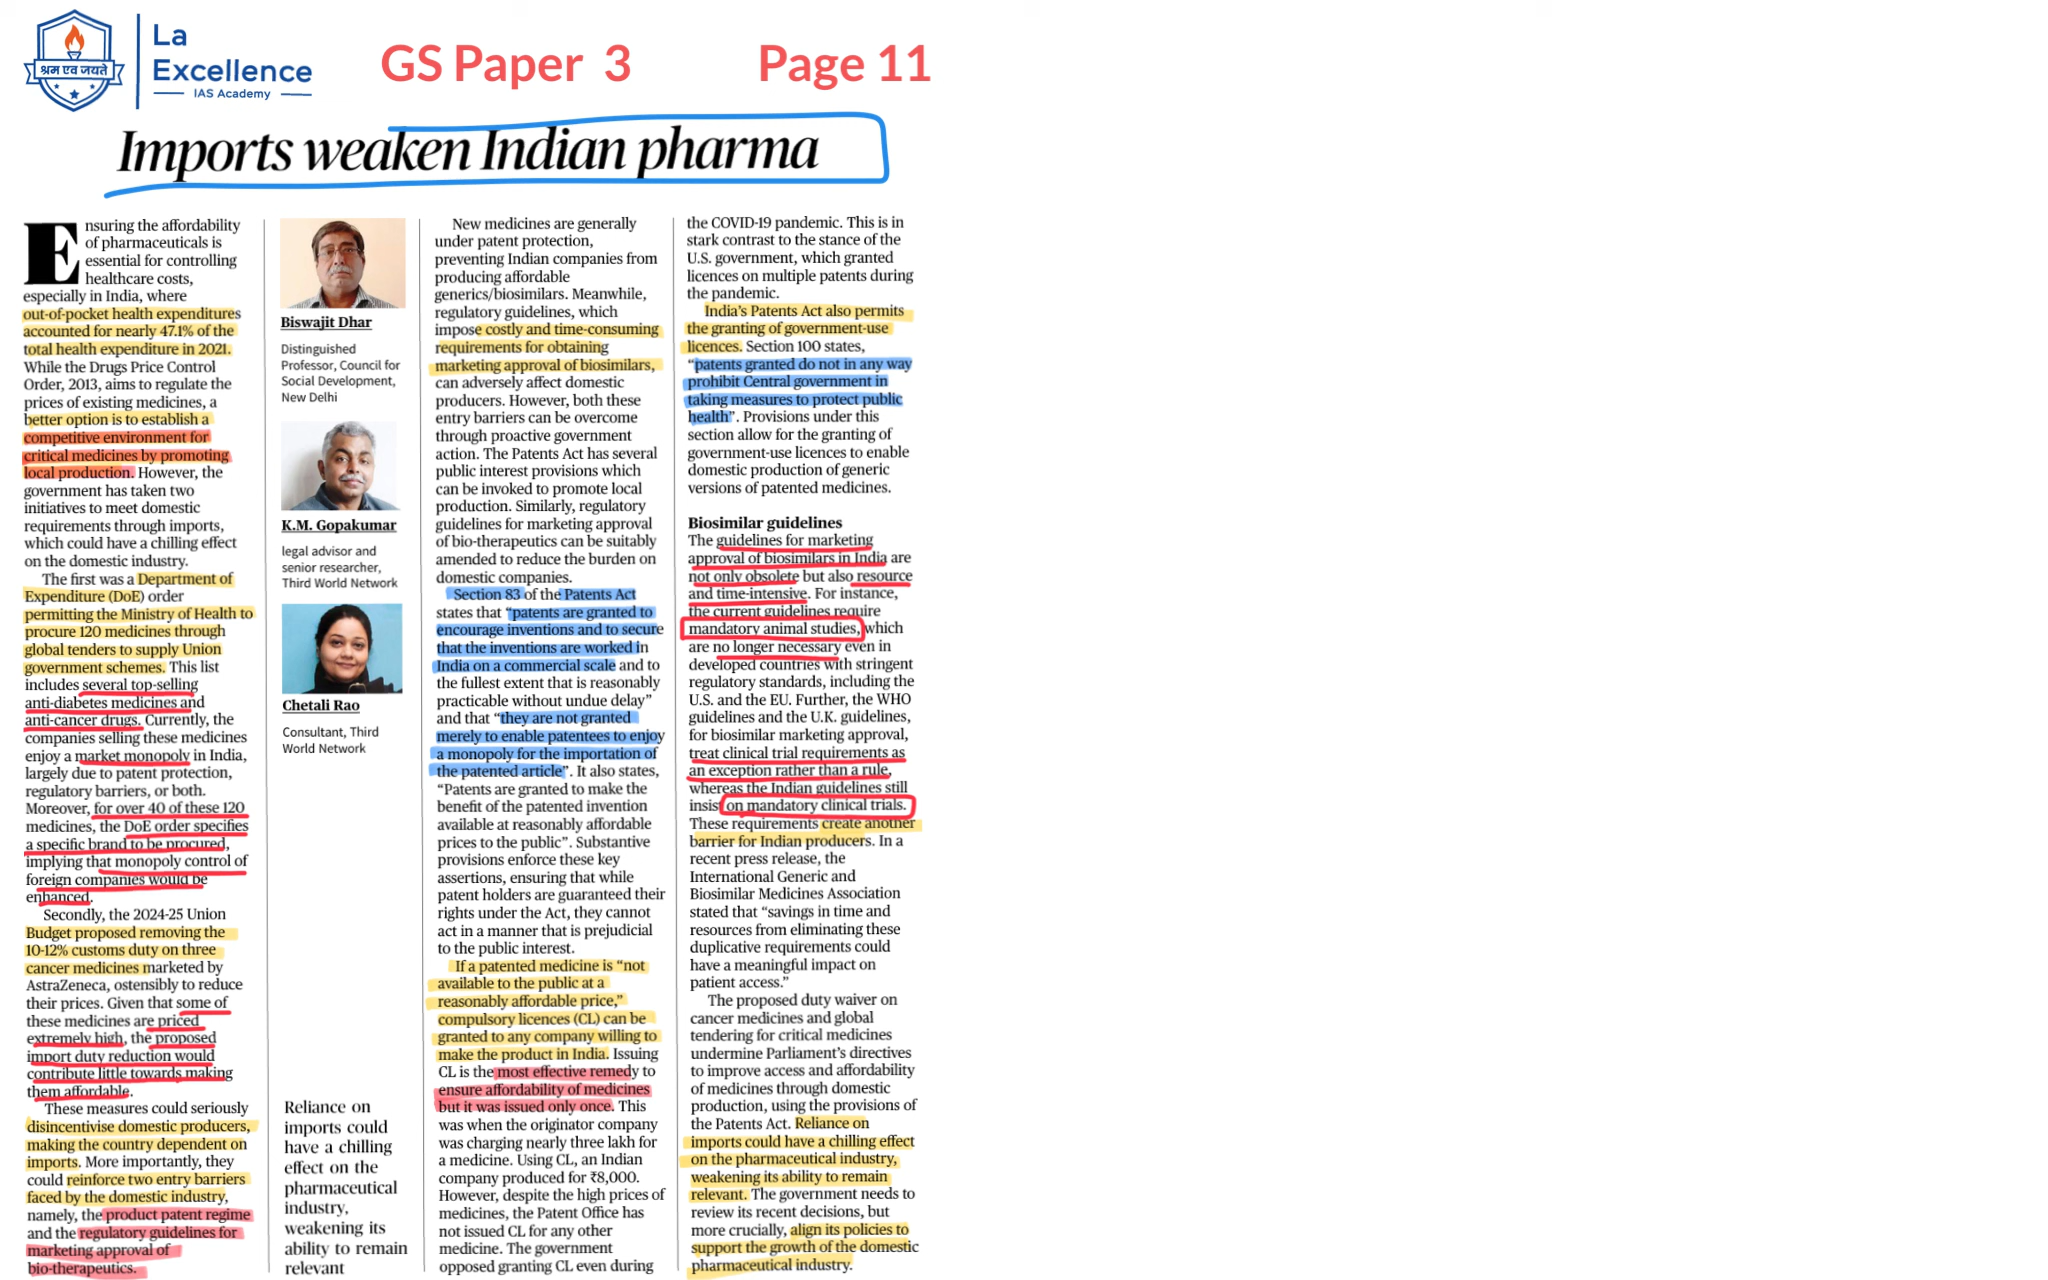 श्रम एव जयते
La
Excellence
IAS Academy
GS Paper 3
Page 11
Imports weaken Indian pharma
Ensuring the affordability
of pharmaceuticals is
essential for controlling
healthcare costs,
especially in India, where
out-of-pocket health expenditures
accounted for nearly 47.1% of the
total health expenditure in 2021.
While the Drugs Price Control
Order, 2013, aims to regulate the
prices of existing medicines, a
better option is to establish a
competitive environment for
critical medicines by promoting
local production. However, the
government has taken two
initiatives to meet domestic
requirements through imports,
which could have a chilling effect
on the domestic industry.
The first was a Department of
Expenditure (DoE) order
permitting the Ministry of Health to
procure 120 medicines through
global tenders to supply Union
government schemes. This list
includes several top-selling
anti-diabetes medicines and
anti-cancer drugs. Currently, the
companies selling these medicines
enjoy a market monopoly in India,
largely due to patent protection,
regulatory barriers, or both.
Moreover, for over 40 of these 120
medicines, the DoE order specifies
a specific brand to be procured,
implying that monopoly control of
foreign companies would be
enhanced.
Secondly, the 2024-25 Union
Budget proposed removing the
10-12% customs duty on three
cancer medicines marketed by
AstraZeneca, ostensibly to reduce
their prices. Given that some of
these medicines are priced
extremely high, the proposed
import duty reduction would
contribute little towards making
them affordable.
These measures could seriously
disincentivise domestic producers,
making the country dependent on
imports. More importantly, they
could reinforce two entry barriers
faced by the domestic industry,
namely, the product patent regime
and the regulatory guidelines for
marketing approval of
bio-therapeutics.
Biswajit Dhar
Distinguished
Professor, Council for
Social Development,
New Delhi
K.M. Gopakumar
legal advisor and
senior researcher,
Third World Network
Chetali Rao
Consultant, Third
World Network
Reliance on
imports could
have a chilling
effect on the
pharmaceutical
industry,
weakening its
ability to remain
relevant
New medicines are generally
under patent protection,
preventing Indian companies from
producing affordable
generics/biosimilars. Meanwhile,
regulatory guidelines, which
impose costly and time-consuming
requirements for obtaining
marketing approval of biosimilars,
can adversely affect domestic
producers. However, both these
entry barriers can be overcome
through proactive government
action. The Patents Act has several
public interest provisions which
can be invoked to promote local
production. Similarly, regulatory
guidelines for marketing approval
of bio-therapeutics can be suitably
amended to reduce the burden on
domestic companies.
Section 83 of the Patents Act
states that “patents are granted to
encourage inventions and to secure
that the inventions are worked in
India on a commercial scale and to
the fullest extent that is reasonably
practicable without undue delay”
and that “they are not granted
merely to enable patentees to enjoy
a monopoly for the importation of
the patented article”. It also states,
“Patents are granted to make the
benefit of the patented invention
available at reasonably affordable
prices to the public”. Substantive
provisions enforce these key
assertions, ensuring that while
patent holders are guaranteed their
rights under the Act, they cannot
act in a manner that is prejudicial
to the public interest.
If a patented medicine is “not
available to the public at a
reasonably affordable price,”
compulsory licences (CL) can be
granted to any company willing to
make the product in India. Issuing
CL is the most effective remedy to
ensure affordability of medicines
but it was issued only once. This
was when the originator company
was charging nearly three lakh for
a medicine. Using CL, an Indian
company produced for ₹8,000.
However, despite the high prices of
medicines, the Patent Office has
not issued CL for any other
medicine. The government
opposed granting CL even during
the COVID-19 pandemic. This is in
stark contrast to the stance of the
U.S. government, which granted
licences on multiple patents during
the pandemic.
India’s Patents Act also permits
the granting of government-use
licences. Section 100 states,
“patents granted do not in any way
prohibit Central government in
taking measures to protect public
health”. Provisions under this
section allow for the granting of
government-use licences to enable
domestic production of generic
versions of patented medicines.
Biosimilar guidelines
The guidelines for marketing
approval of biosimilars in India are
not only obsolete but also resource
and time-intensive. For instance,
the current guidelines require
mandatory animal studies, which
are no longer necessary even in
developed countries with stringent
regulatory standards, including the
U.S. and the EU. Further, the WHO
guidelines and the U.K. guidelines,
for biosimilar marketing approval,
treat clinical trial requirements as
an exception rather than a rule,
whereas the Indian guidelines still
insist on mandatory clinical trials.
These requirements create another
barrier for Indian producers. In a
recent press release, the
International Generic and
Biosimilar Medicines Association
stated that “savings in time and
resources from eliminating these
duplicative requirements could
have a meaningful impact on
patient access.”
The proposed duty waiver on
cancer medicines and global
tendering for critical medicines
undermine Parliament’s directives
to improve access and affordability
of medicines through domestic
production, using the provisions of
the Patents Act. Reliance on
imports could have a chilling effect
on the pharmaceutical industry,
weakening its ability to remain
relevant. The government needs to
review its recent decisions, but
more crucially, align its policies to
support the growth of the domestic
pharmaceutical industry.